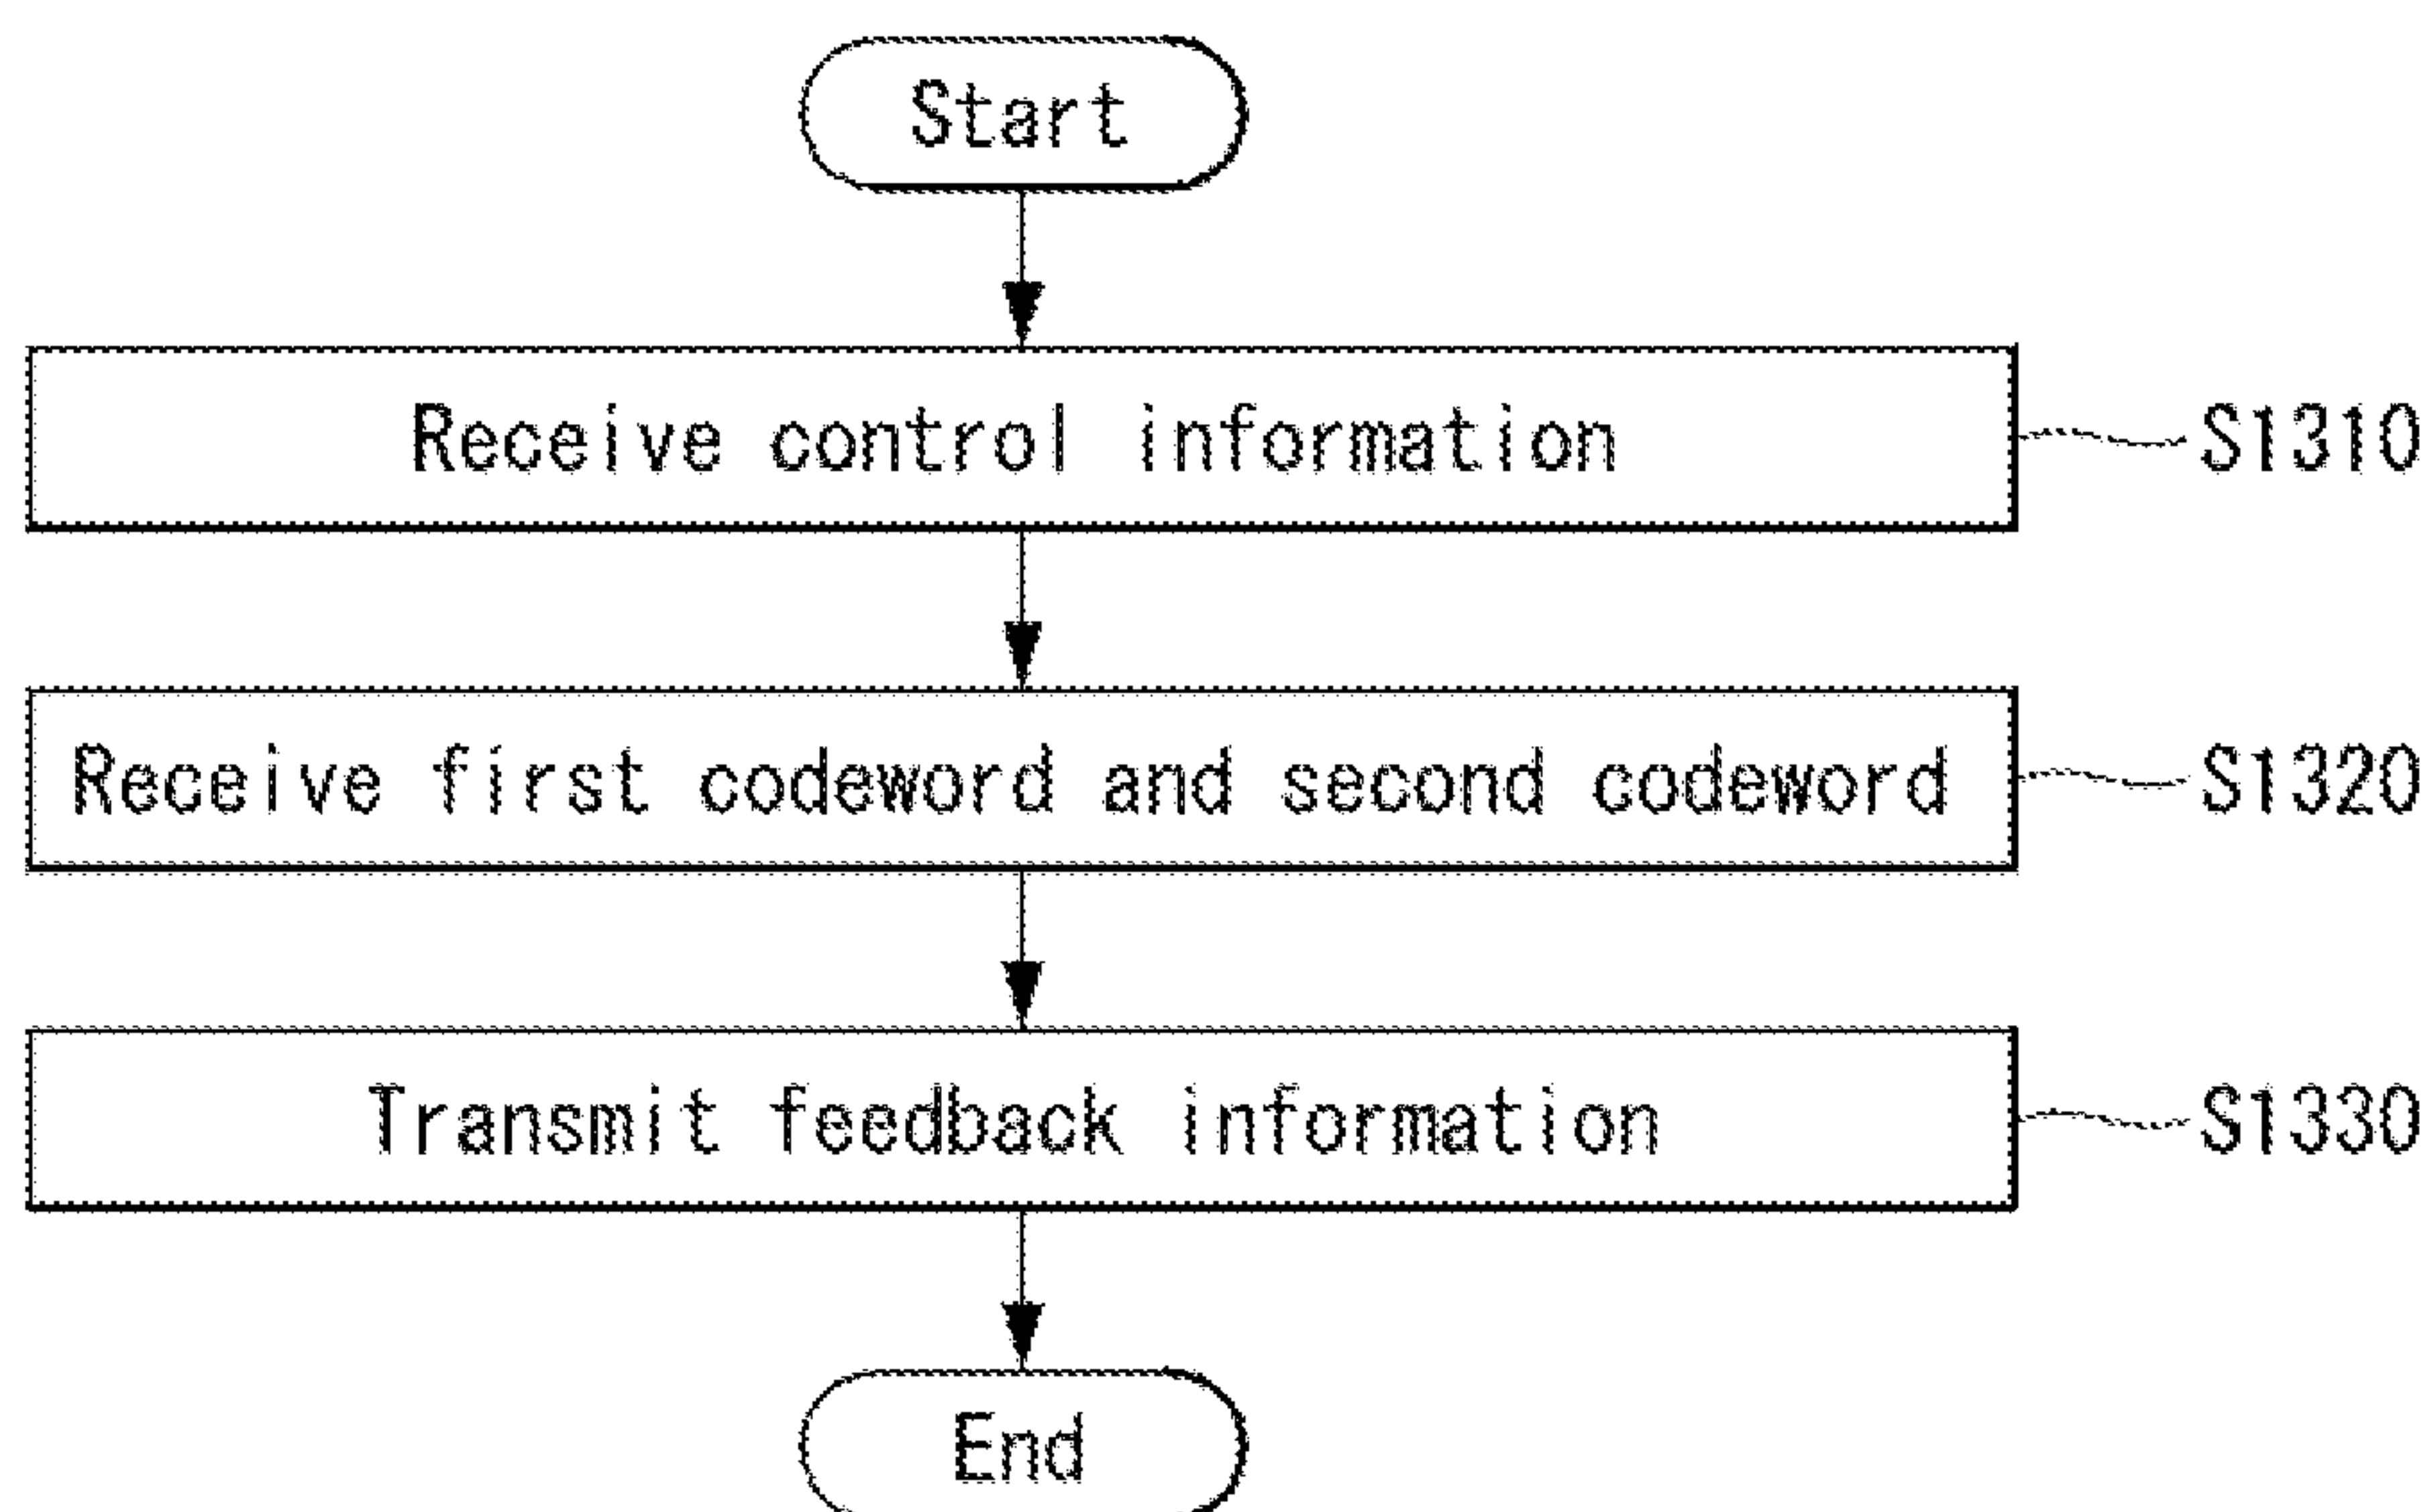 Start
Receive control information S1310
Receive first codeword and second codeword S1320
Transmit feedback information S1330
End